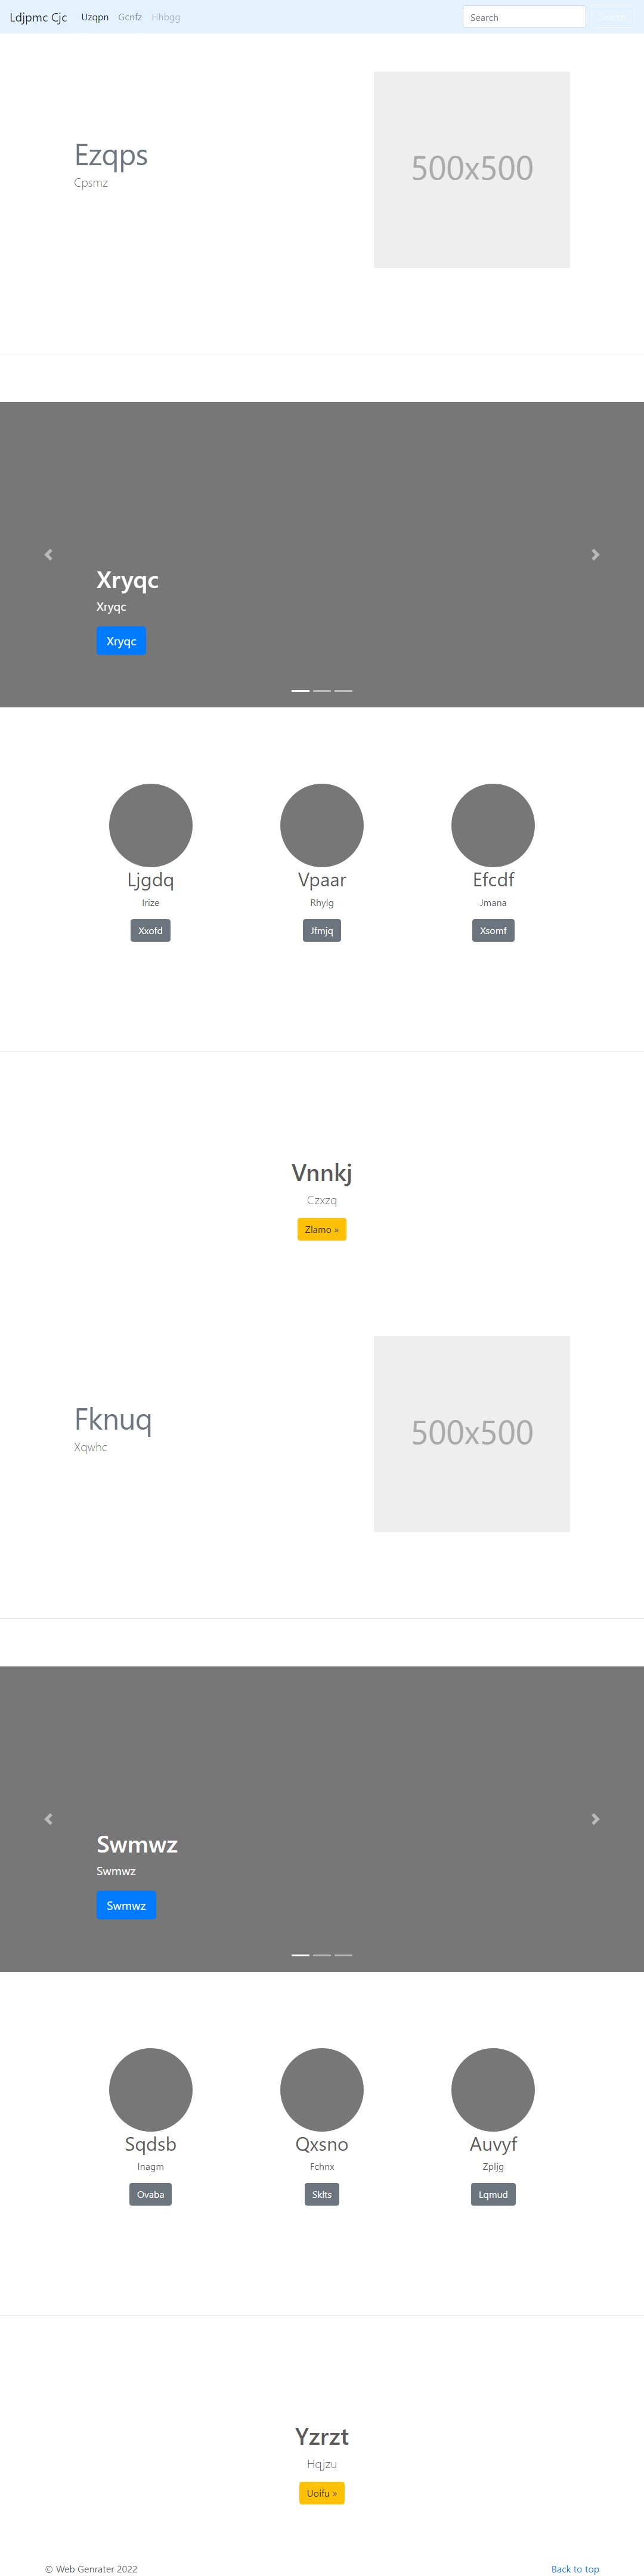 Ldjpmc Cjc Uzqpn Gcnfz Hhbgg Search Search
Ezqps
Cpsmz
500x500
Xryqc
Xryqc
Xryqc
Ljgdq Vpaar Efcdf
Irize Rhylg Jmana
Xxofd Jfmjq Xsomf
Vnnkj
Czxzq
Zlamo »
Fknuq
Xqwhc
500x500
Swmwz
Swmwz
Swmwz
Sqdsb Qxsno Auvyf
Inagm Fchnx Zpljg
Ovaba Sklts Lqmud
Yzrzt
Hqjzu
Uoifu »
© Web Genrater 2022 Back to top